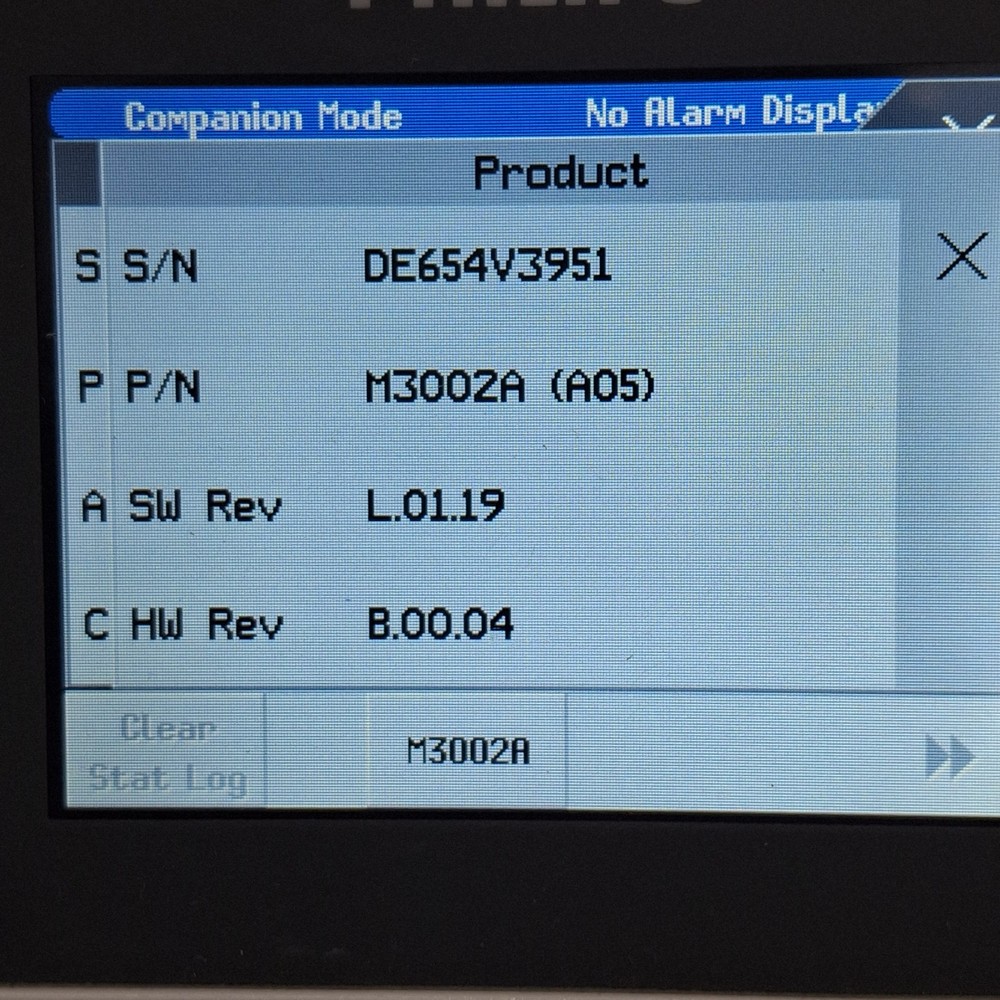 Companion Mode No Alarm Displa
Product
S S/N DE654V3951
P P/N M3002A (A05)
A SW Rev L.01.19
C HW Rev B.00.04
Clear
Stat Log
M3002A